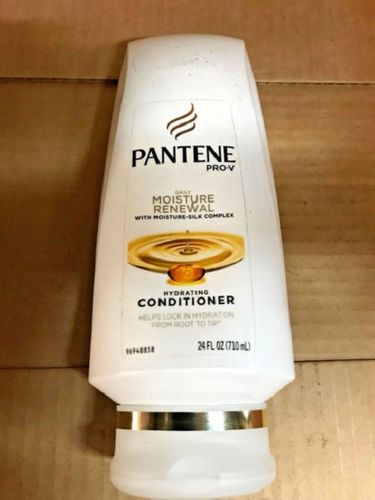 PANTENE
PRO-V
DAILY
MOISTURE
RENEWAL
WITH MOISTURE-SILK COMPLEX
PRO-V
HYDRATING
CONDITIONER
HELPS LOCK IN HYDRATION
FROM ROOT TO TIP*
96948858
24 FL OZ (710 mL)